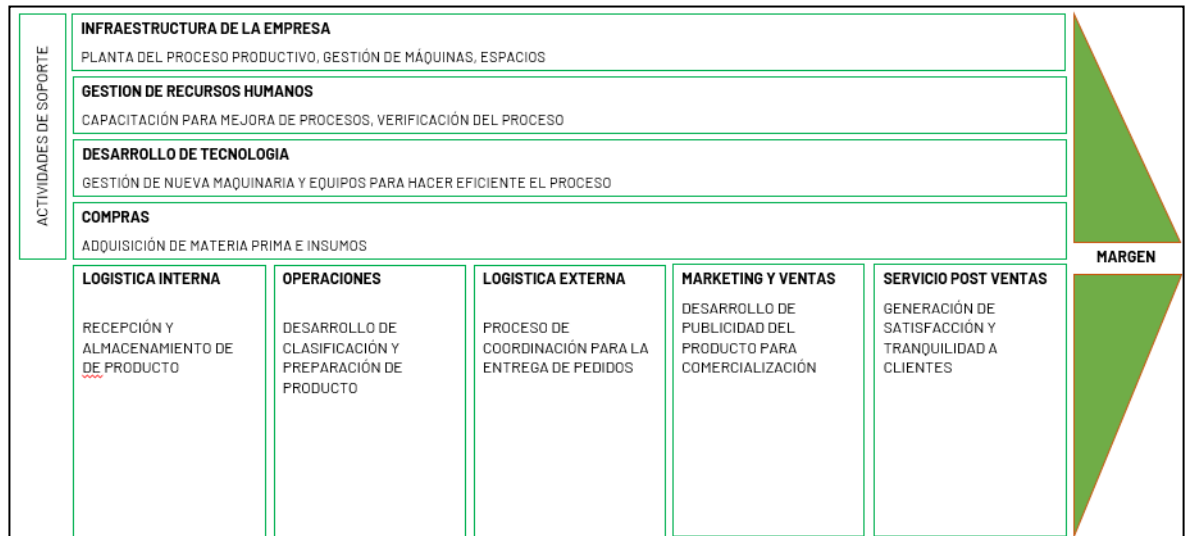 ACTIVIDADES DE SOPORTE
INFRAESTRUCTURA DE LA EMPRESA
PLANTA DEL PROCESO PRODUCTIVO, GESTIÓN DE MÁQUINAS, ESPACIOS
GESTION DE RECURSOS HUMANOS
CAPACITACIÓN PARA MEJORA DE PROCESOS, VERIFICACIÓN DEL PROCESO
DESARROLLO DE TECNOLOGIA
GESTIÓN DE NUEVA MAQUINARIA Y EQUIPOS PARA HACER EFICIENTE EL PROCESO
COMPRAS
ADQUISICIÓN DE MATERIA PRIMA E INSUMOS
MARGEN
LOGISTICA INTERNA
RECEPCIÓN Y
ALMACENAMIENTO DE
DE PRODUCTO
OPERACIONES
DESARROLLO DE
CLASIFICACIÓN Y
PREPARACIÓN DE
PRODUCTO
LOGISTICA EXTERNA
PROCESO DE
COORDINACIÓN PARA LA
ENTREGA DE PEDIDOS
MARKETING Y VENTAS
DESARROLLO DE
PUBLICIDAD DEL
PRODUCTO PARA
COMERCIALIZACIÓN
SERVICIO POST VENTAS
GENERACIÓN DE
SATISFACCIÓN Y
TRANQUILIDAD A
CLIENTES